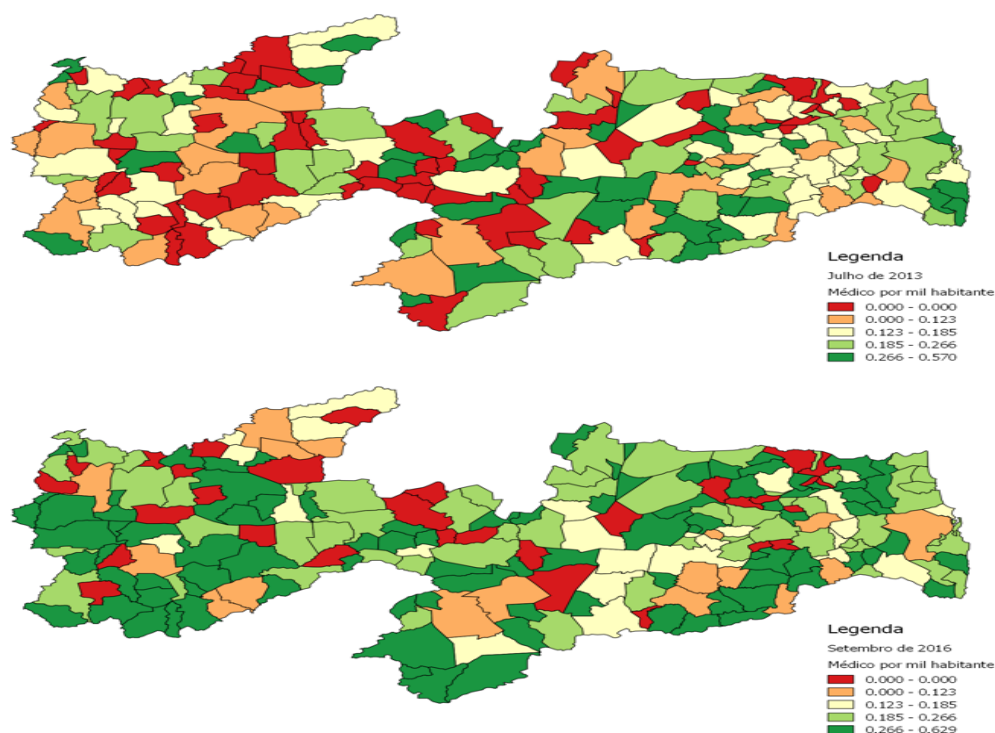 Legenda
Julho de 2013
Médico por mil habitante
0.000 - 0.000
0.000 - 0.123
0.123 - 0.185
0.185 - 0.266
0.266 - 0.570
Legenda
Setembro de 2016
Médico por mil habitante
0.000 - 0.000
0.000 - 0.123
0.123 - 0.185
0.185 - 0.266
0.266 - 0.629